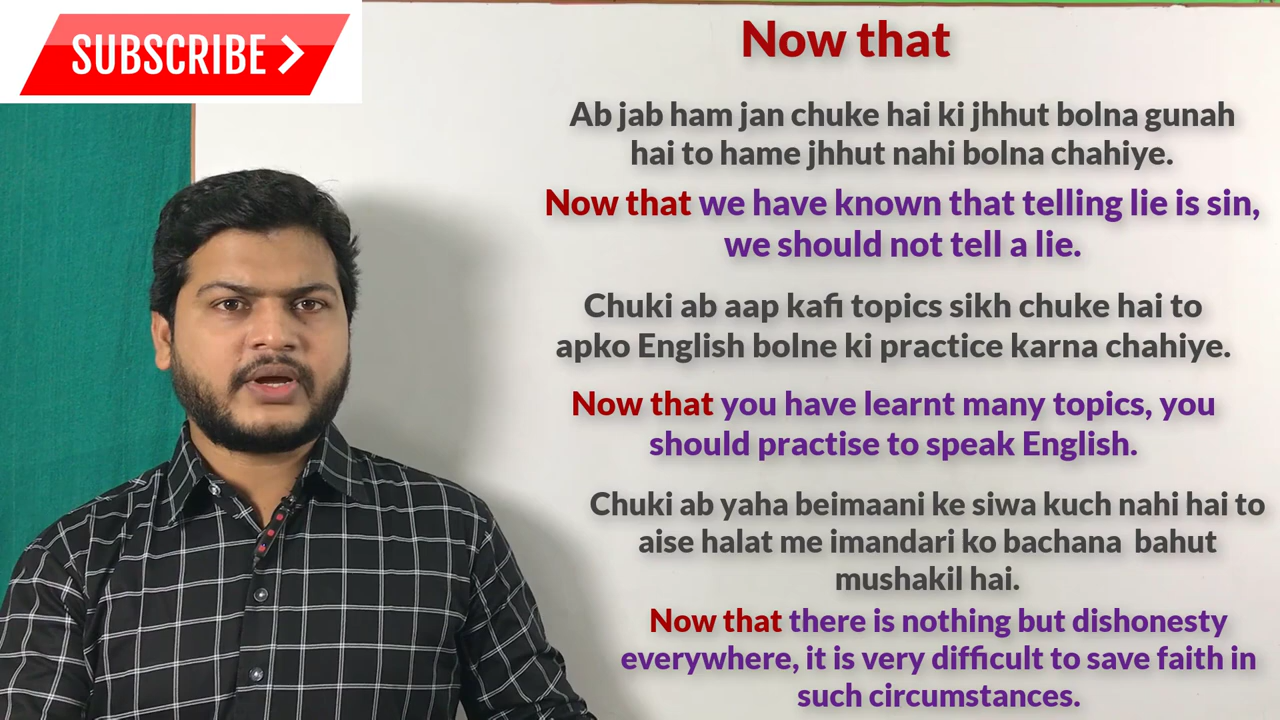 SUBSCRIBE
Now that
Ab jab ham jan chuke hai ki jhhut bolna gunah
hai to hame jhhut nahi bolna chahiye.
Now that we have known that telling lie is sin,
we should not tell a lie.
Chuki ab aap kafi topics sikh chuke hai to
apko English bolne ki practice karna chahiye.
Now that you have learnt many topics, you
should practise to speak English.
Chuki ab yaha beimaani ke siwa kuch nahi hai to
aise halat me imandari ko bachana bahut
mushakil hai.
Now that there is nothing but dishonesty
everywhere, it is very difficult to save faith in
such circumstances.